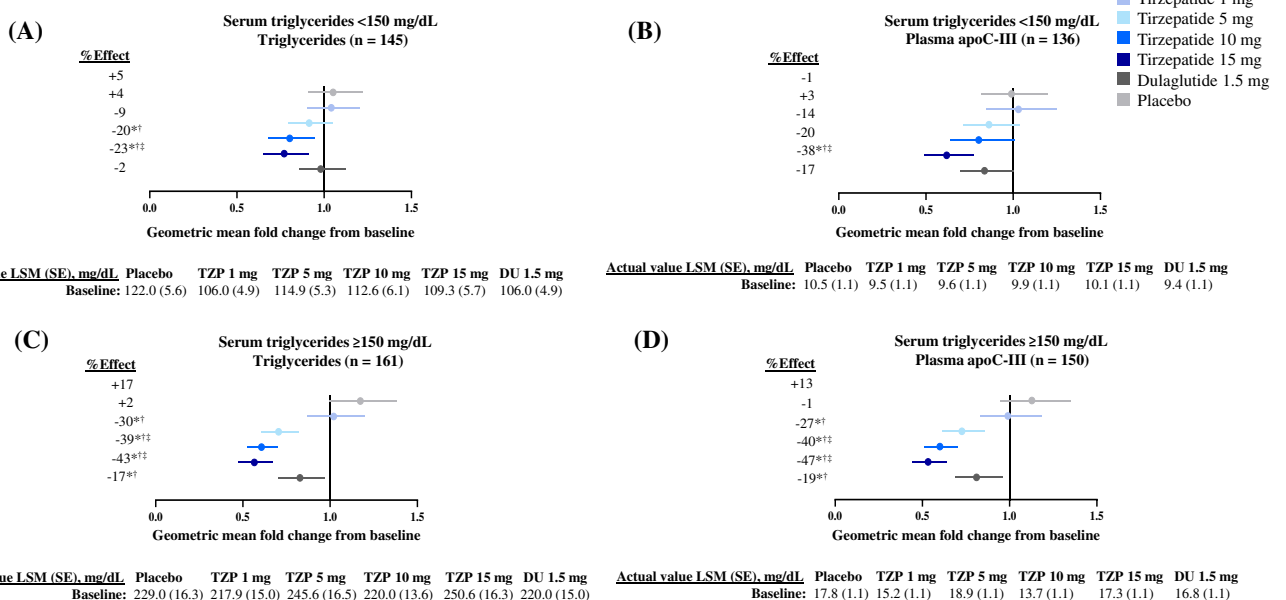 (A)
Serum triglycerides <150 mg/dL
Triglycerides (n = 145)
%Effect
+5
+4
-9
-20*†
-23*†‡
-2
0.0 0.5 1.0 1.5
Geometric mean fold change from baseline
LSM (SE), mg/dL Placebo TZP 1 mg TZP 5 mg TZP 10 mg TZP 15 mg DU 1.5 mg
Baseline: 122.0 (5.6) 106.0 (4.9) 114.9 (5.3) 112.6 (6.1) 109.3 (5.7) 106.0 (4.9)
(B)
Serum triglycerides <150 mg/dL
Plasma apoC-III (n = 136)
%Effect
-1
+3
-14
-20
-38*†‡
-17
0.0 0.5 1.0 1.5
Geometric mean fold change from baseline
Actual value LSM (SE), mg/dL Placebo TZP 1 mg TZP 5 mg TZP 10 mg TZP 15 mg DU 1.5 mg
Baseline: 10.5 (1.1) 9.5 (1.1) 9.6 (1.1) 9.9 (1.1) 10.1 (1.1) 9.4 (1.1)
Tirzepatide 1 mg
Tirzepatide 5 mg
Tirzepatide 10 mg
Tirzepatide 15 mg
Dulaglutide 1.5 mg
Placebo
(C)
Serum triglycerides ≥150 mg/dL
Triglycerides (n = 161)
%Effect
+17
+2
-30*†
-39*†‡
-43*†‡
-17*†
0.0 0.5 1.0 1.5
Geometric mean fold change from baseline
LSM (SE), mg/dL Placebo TZP 1 mg TZP 5 mg TZP 10 mg TZP 15 mg DU 1.5 mg
Baseline: 229.0 (16.3) 217.9 (15.0) 245.6 (16.5) 220.0 (13.6) 250.6 (16.3) 220.0 (15.0)
(D)
Serum triglycerides ≥150 mg/dL
Plasma apoC-III (n = 150)
%Effect
+13
-1
-27*†
-40*†‡
-47*†‡
-19*†
0.0 0.5 1.0 1.5
Geometric mean fold change from baseline
Actual value LSM (SE), mg/dL Placebo TZP 1 mg TZP 5 mg TZP 10 mg TZP 15 mg DU 1.5 mg
Baseline: 17.8 (1.1) 15.2 (1.1) 18.9 (1.1) 13.7 (1.1) 17.3 (1.1) 16.8 (1.1)